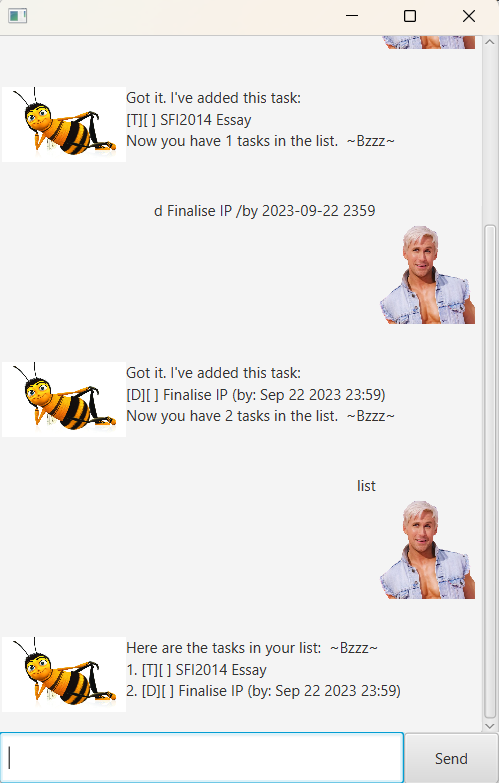 Got it. I've added this task:
[T][ ] SFI2014 Essay
Now you have 1 tasks in the list.  ~Bzzz~
d Finalise IP /by 2023-09-22 2359
Got it. I've added this task:
[D][ ] Finalise IP (by: Sep 22 2023 23:59)
Now you have 2 tasks in the list.  ~Bzzz~
list
Here are the tasks in your list:  ~Bzzz~
1. [T][ ] SFI2014 Essay
2. [D][ ] Finalise IP (by: Sep 22 2023 23:59)
Send